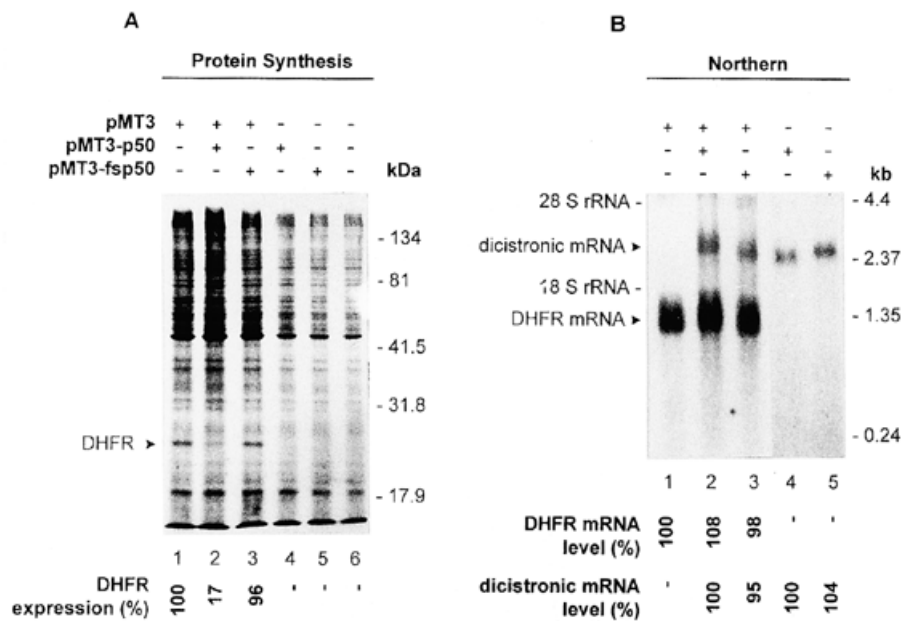 A
Protein Synthesis
pMT3 + + + - - -
pMT3-p50 - + - + - -
pMT3-fsp50 - - + - + -
kDa
- 134
- 81
- 41.5
- 31.8
DHFR
- 17.9
1 2 3 4 5 6
DHFR
expression (%) 100 17 96 - - -
B
Northern
+ + + - -
- + - + -
- - + - +
kb
28 S rRNA - - 4.4
dicistronic mRNA
- 2.37
18 S rRNA -
DHFR mRNA - 1.35
- 0.24
1 2 3 4 5
DHFR mRNA
level (%) 100 108 98 - -
dicistronic mRNA
level (%) - 100 95 100 104